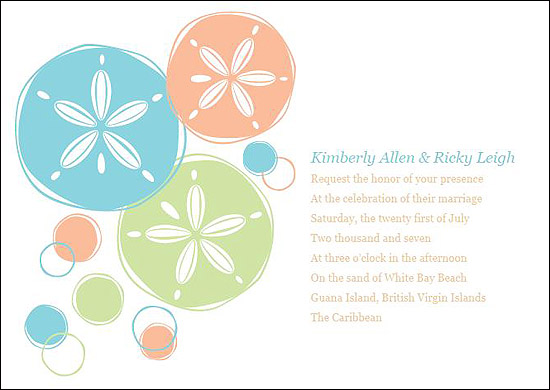 Kimberly Allen & Ricky Leigh
Request the honor of your presence
At the celebration of their marriage
Saturday, the twenty first of July
Two thousand and seven
At three o'clock in the afternoon
On the sand of White Bay Beach
Guana Island, British Virgin Islands
The Caribbean